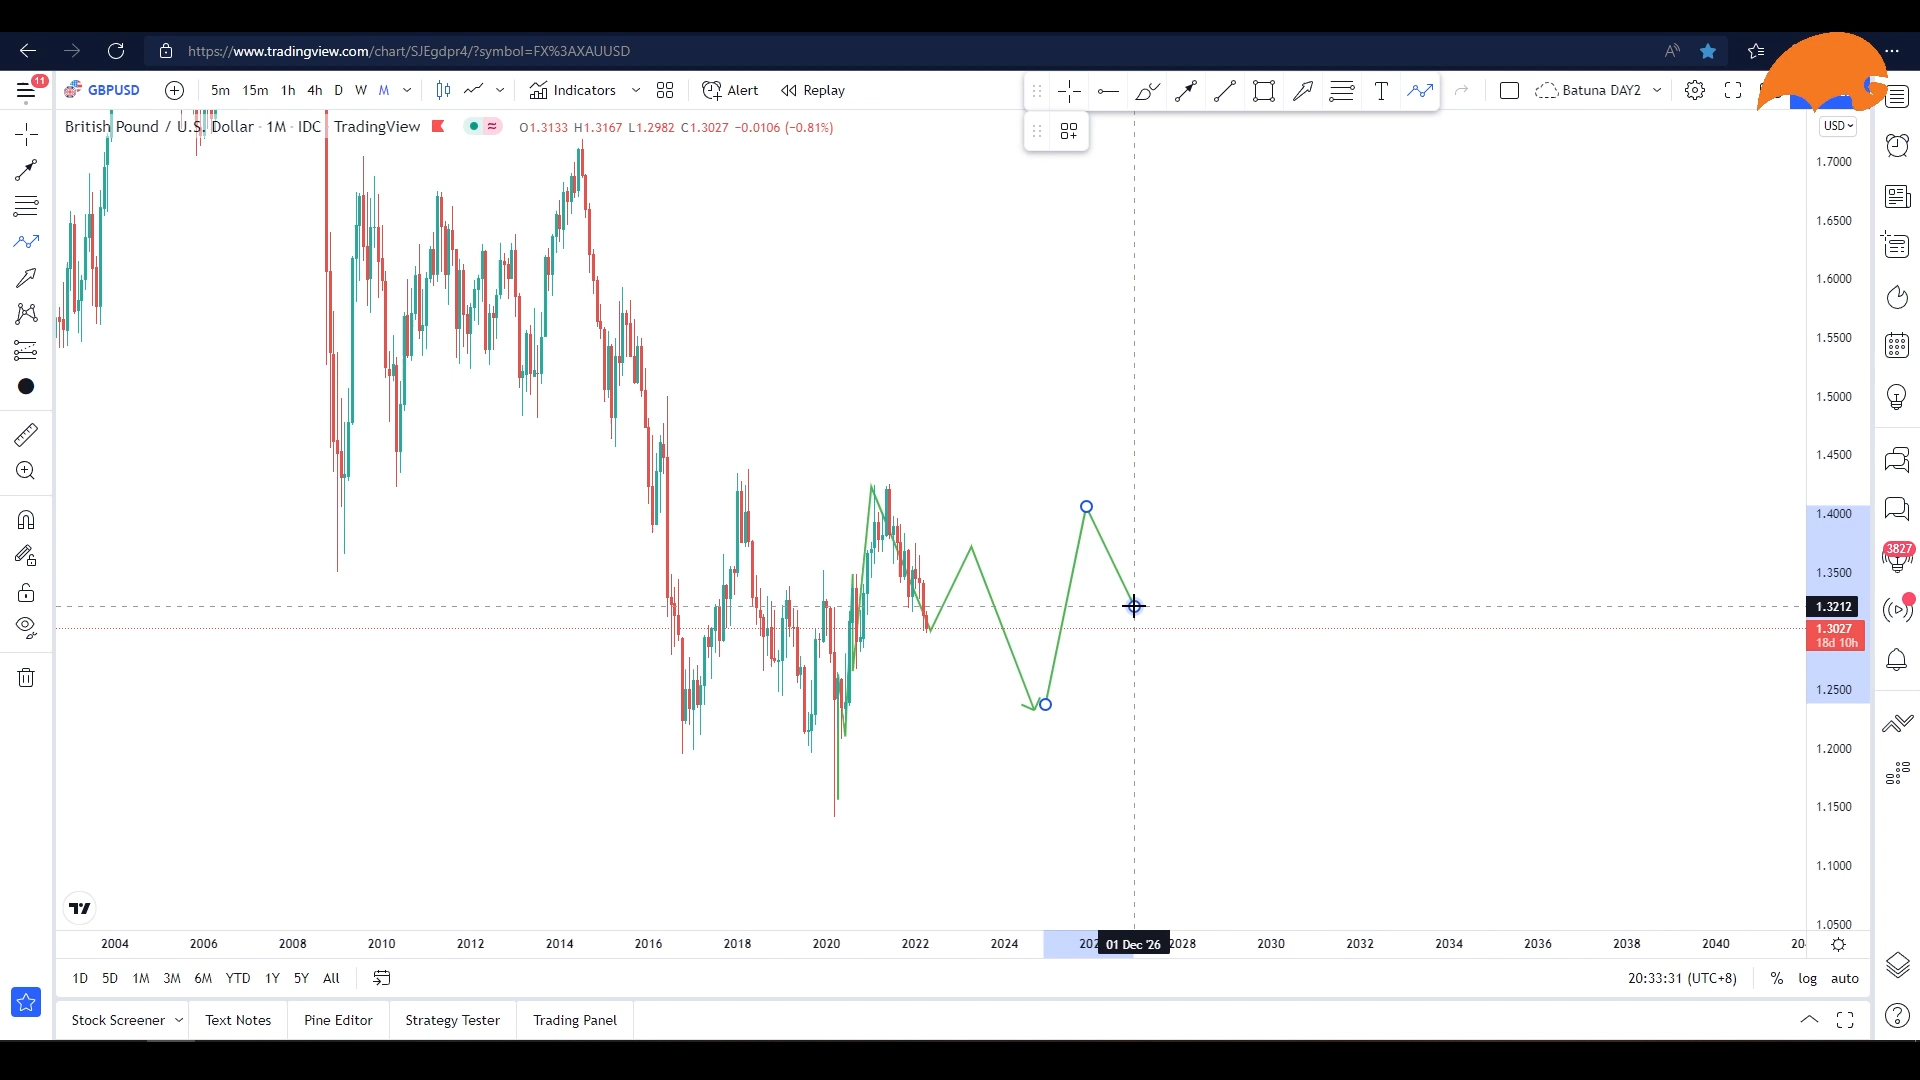 https://www.tradingview.com/chart/SJEgdpr4/?symbol=FX%3AXAUUSD
11
GBPUSD 5m 15m 1h 4h D W M Indicators Alert Replay Batuna DAY2
British Pound / U.S. Dollar · 1M · IDC TradingView O1.3133 H1.3167 L1.2982 C1.3027 −0.0106 (−0.81%)
USD
1.7000
1.6500
1.6000
1.5500
1.5000
1.4500
1.4000
1.3500
1.3212
1.3027
18d 10h
1.2500
1.2000
1.1500
1.1000
1.0500
3827
2004 2006 2008 2010 2012 2014 2016 2018 2020 2022 2024 01 Dec '26 2028 2030 2032 2034 2036 2038 2040
1D 5D 1M 3M 6M YTD 1Y 5Y All 20:33:31 (UTC+8) % log auto
Stock Screener Text Notes Pine Editor Strategy Tester Trading Panel